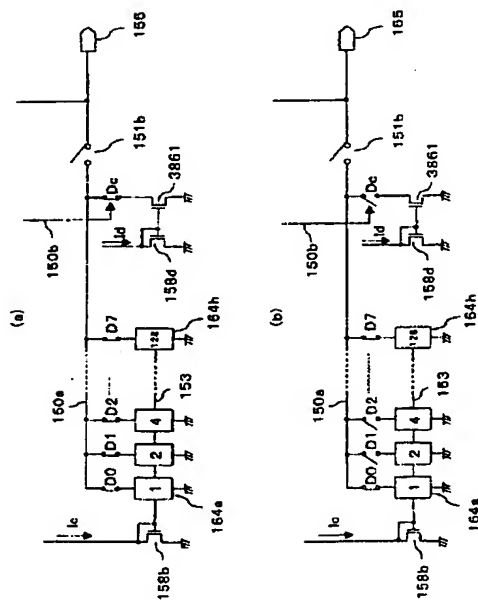 (a)
155
151b
Dc
3861
150b
Id
158d
D7
128
164h
150a
153
D2
4
D1
2
D0
1
164a
Ic
158b
(b)
155
151b
Dc
3861
150b
Id
158d
D7
128
164h
150a
153
D2
4
D1
2
D0
1
164a
Ic
158b